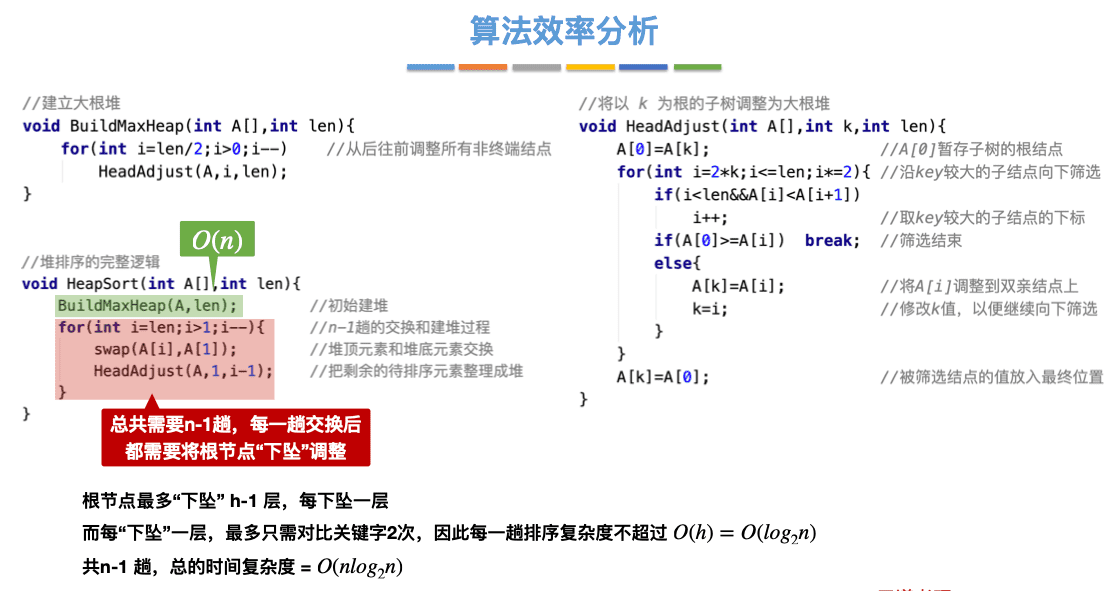 算法效率分析
//建立大根堆
void BuildMaxHeap(int A[],int len){
for(int i=len/2;i>0;i--) //从后往前调整所有非终端结点
HeadAdjust(A,i,len);
}
O(n)
//堆排序的完整逻辑
void HeapSort(int A[],int len){
BuildMaxHeap(A,len); //初始建堆
for(int i=len;i>1;i--){ //n-1趟的交换和建堆过程
swap(A[i],A[1]); //堆顶元素和堆底元素交换
HeadAdjust(A,1,i-1); //把剩余的待排序元素整理成堆
}
}
总共需要n-1趟，每一趟交换后
都需要将根节点“下坠”调整
//将以 k 为根的子树调整为大根堆
void HeadAdjust(int A[],int k,int len){
A[0]=A[k]; //A[0]暂存子树的根结点
for(int i=2*k;i<=len;i*=2){ //沿key较大的子结点向下筛选
if(i<len&&A[i]<A[i+1])
i++; //取key较大的子结点的下标
if(A[0]>=A[i]) break; //筛选结束
else{
A[k]=A[i]; //将A[i]调整到双亲结点上
k=i; //修改k值，以便继续向下筛选
}
}
A[k]=A[0]; //被筛选结点的值放入最终位置
}
根节点最多“下坠” h-1 层，每下坠一层
而每“下坠”一层，最多只需对比关键字2次，因此每一趟排序复杂度不超过 O(h) = O(log₂n)
共n-1 趟，总的时间复杂度 = O(nlog₂n)